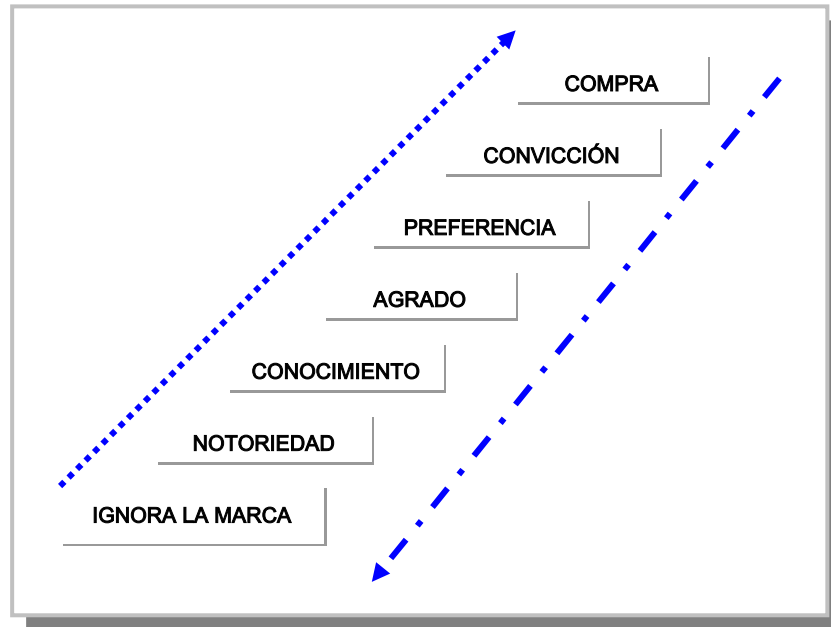 COMPRA
CONVICCIÓN
PREFERENCIA
AGRADO
CONOCIMIENTO
NOTORIEDAD
IGNORA LA MARCA